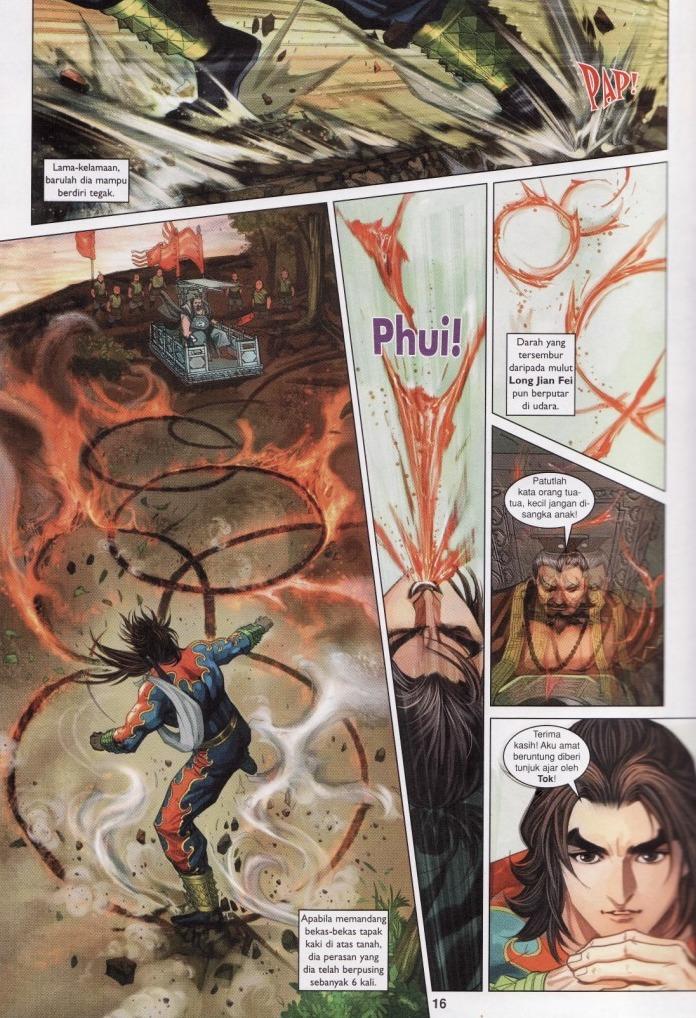 PAP!
Lama-kelamaan,
barulah dia mampu
berdiri tegak.
Phui!
Darah yang
tersembur
daripada mulut
Long Jian Fei
pun berputar
di udara.
Patutlah
kata orang tua-
tua, kecil jangan di-
sangka anak!
Terima
kasih! Aku amat
beruntung diberi
tunjuk ajar oleh
Tok!
Apabila memandang
bekas-bekas tapak
kaki di atas tanah,
dia perasan yang
dia telah berpusing
sebanyak 6 kali.
16